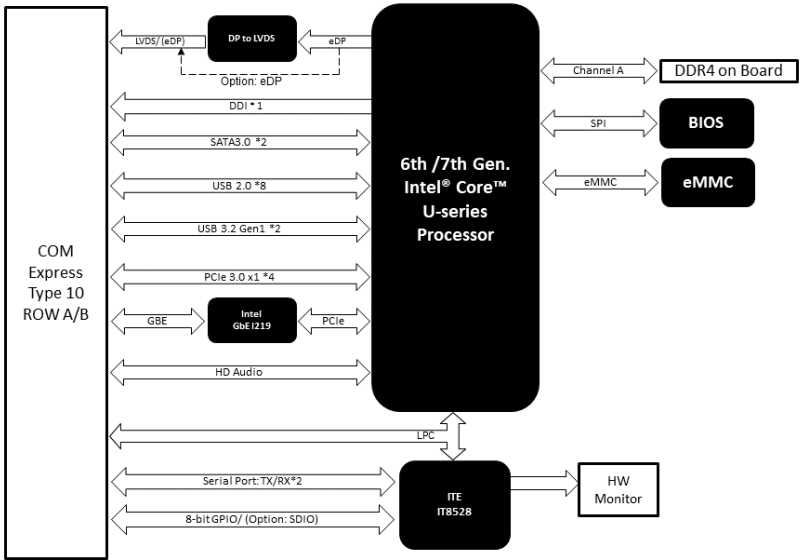 LVDS/ (eDP)
DP to LVDS
eDP
Option: eDP
DDI * 1
SATA3.0 *2
USB 2.0 *8
USB 3.2 Gen1 *2
PCIe 3.0 x1 *4
GBE
Intel
GbE I219
PCIe
HD Audio
LPC
Serial Port: TX/RX*2
8-bit GPIO/ (Option: SDIO)
COM
Express
Type 10
ROW A/B
6th /7th Gen.
Intel® Core™
U-series
Processor
Channel A
DDR4 on Board
SPI
BIOS
eMMC
eMMC
ITE
IT8528
HW
Monitor